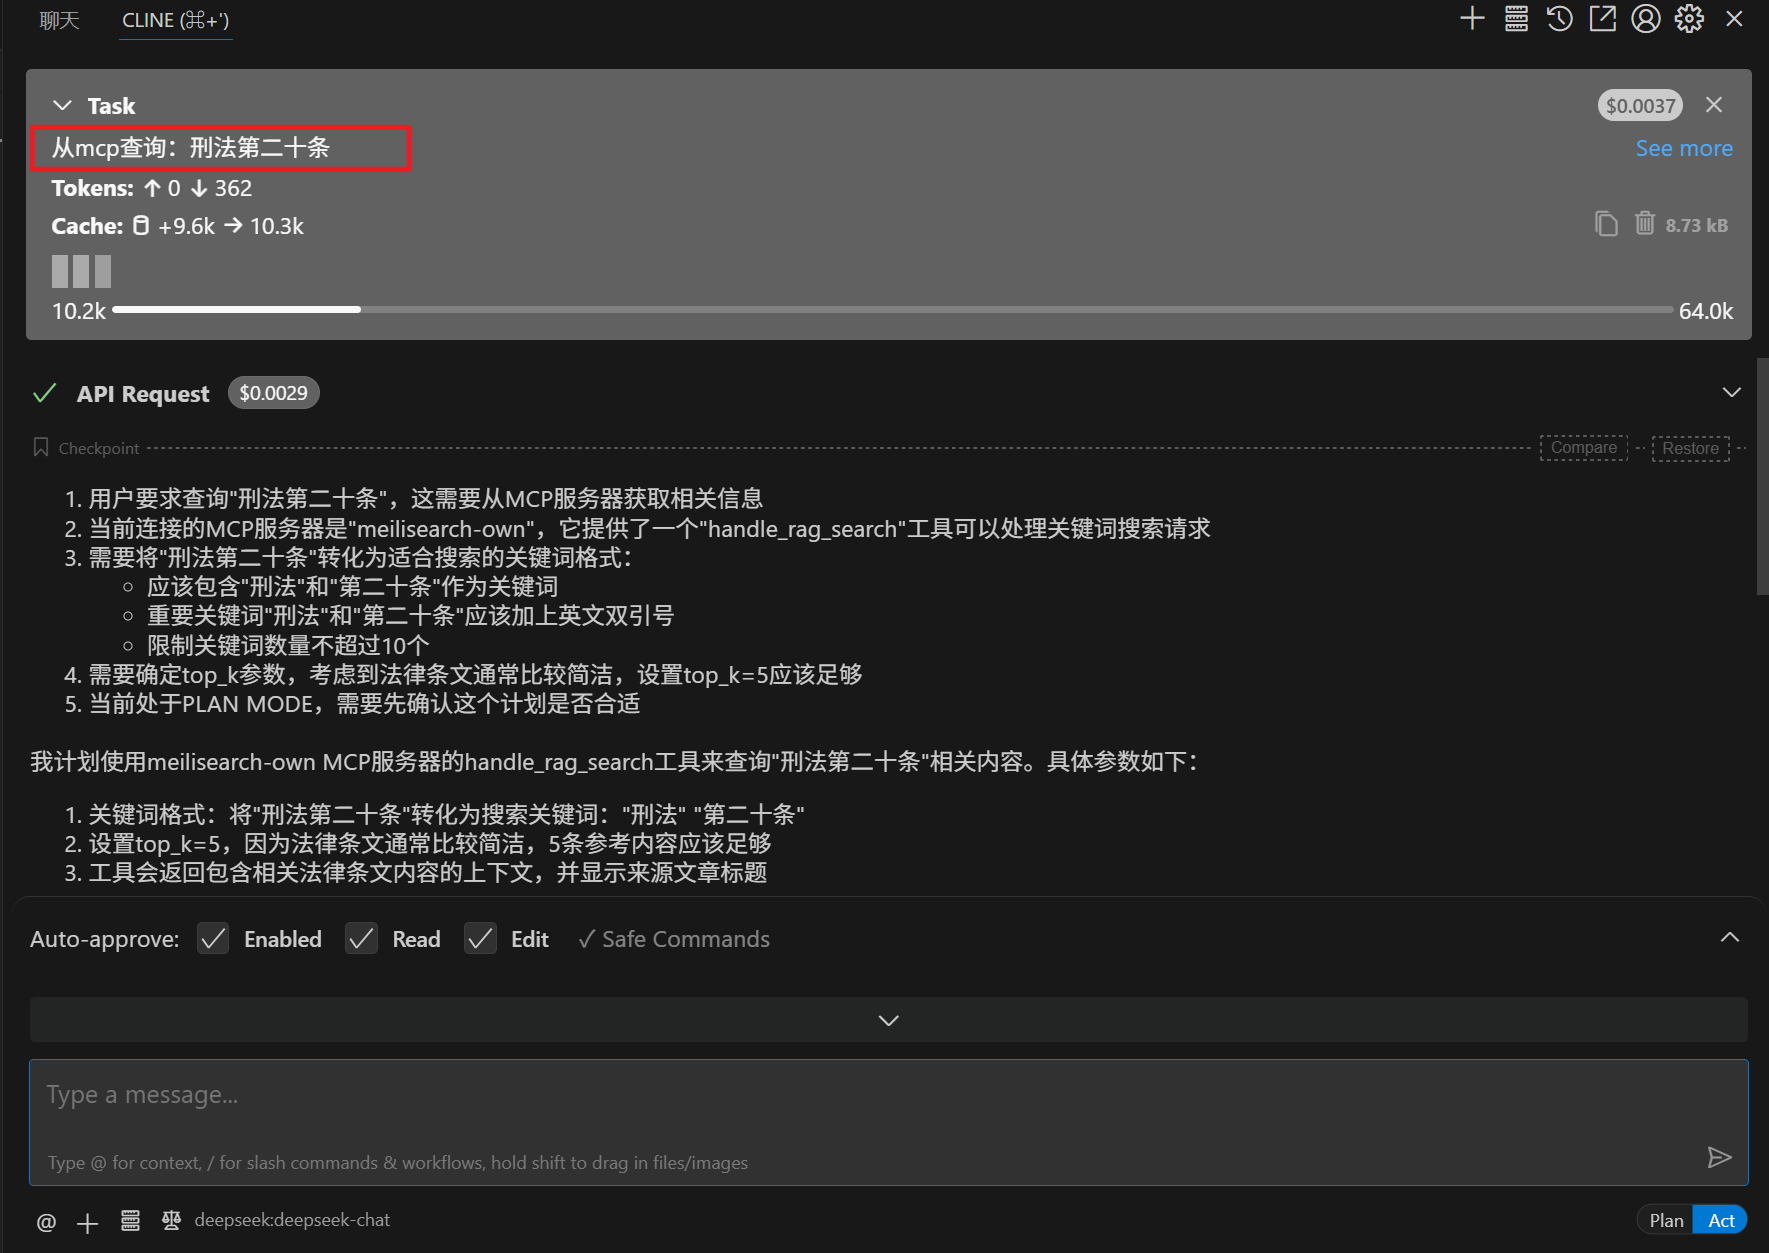 聊天
CLINE (⌘+')
Task
$0.0037
从mcp查询：刑法第二十条
See more
Tokens: ↑ 0 ↓ 362
Cache: +9.6k → 10.3k
8.73 kB
10.2k
64.0k
API Request
$0.0029
Checkpoint
Compare
Restore
1. 用户要求查询"刑法第二十条"，这需要从MCP服务器获取相关信息
2. 当前连接的MCP服务器是"meilisearch-own"，它提供了一个"handle_rag_search"工具可以处理关键词搜索请求
3. 需要将"刑法第二十条"转化为适合搜索的关键词格式：
○ 应该包含"刑法"和"第二十条"作为关键词
○ 重要关键词"刑法"和"第二十条"应该加上英文双引号
○ 限制关键词数量不超过10个
4. 需要确定top_k参数，考虑到法律条文通常比较简洁，设置top_k=5应该足够
5. 当前处于PLAN MODE，需要先确认这个计划是否合适
我计划使用meilisearch-own MCP服务器的handle_rag_search工具来查询"刑法第二十条"相关内容。具体参数如下：
1. 关键词格式：将"刑法第二十条"转化为搜索关键词："刑法" "第二十条"
2. 设置top_k=5，因为法律条文通常比较简洁，5条参考内容应该足够
3. 工具会返回包含相关法律条文内容的上下文，并显示来源文章标题
Auto-approve: ✓ Enabled ✓ Read ✓ Edit ✓ Safe Commands
Type a message...
Type @ for context, / for slash commands & workflows, hold shift to drag in files/images
@ + deepseek:deepseek-chat
Plan Act